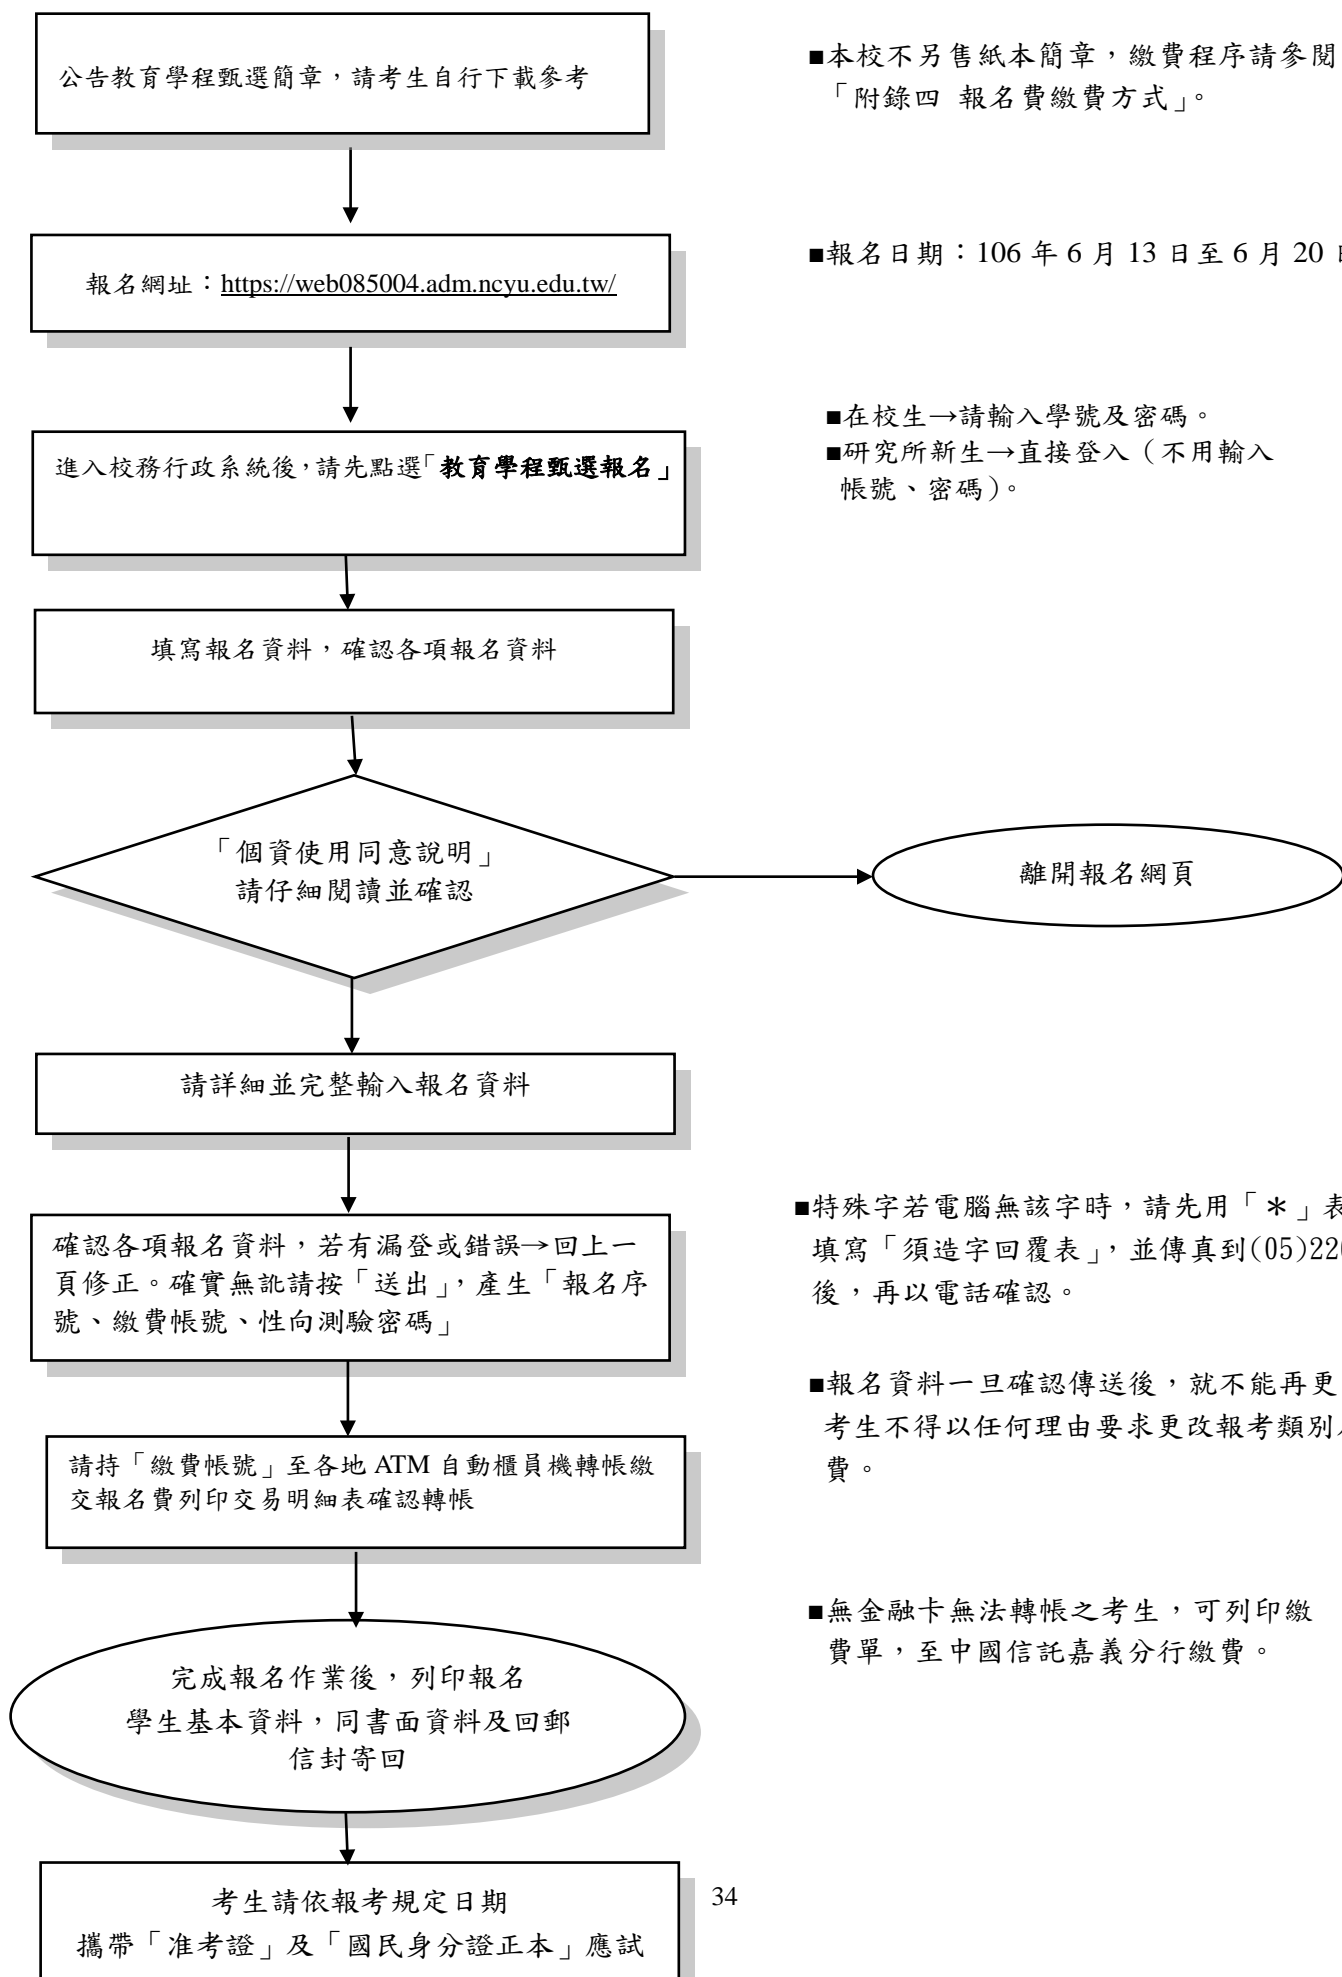 公告教育學程甄選簡章，請考生自行下載參考
■本校不另售紙本簡章，繳費程序請參閱
「附錄四 報名費繳費方式」。
報名網址：https://web085004.adm.ncyu.edu.tw/
■報名日期：106 年 6 月 13 日至 6 月 20
進入校務行政系統後，請先點選「教育學程甄選報名」
■在校生→請輸入學號及密碼。
■研究所新生→直接登入（不用輸入
帳號、密碼）。
填寫報名資料，確認各項報名資料
「個資使用同意說明」
請仔細閱讀並確認
離開報名網頁
請詳細並完整輸入報名資料
確認各項報名資料，若有漏登或錯誤→回上一
頁修正。確實無訛請按「送出」，產生「報名序
號、繳費帳號、性向測驗密碼」
■特殊字若電腦無該字時，請先用「＊」表
填寫「須造字回覆表」，並傳真到(05)22
後，再以電話確認。
■報名資料一旦確認傳送後，就不能再更
考生不得以任何理由要求更改報考類別
費。
請持「繳費帳號」至各地 ATM 自動櫃員機轉帳繳
交報名費列印交易明細表確認轉帳
■無金融卡無法轉帳之考生，可列印繳
費單，至中國信託嘉義分行繳費。
完成報名作業後，列印報名
學生基本資料，同書面資料及回郵
信封寄回
考生請依報考規定日期
攜帶「准考證」及「國民身分證正本」應試
34